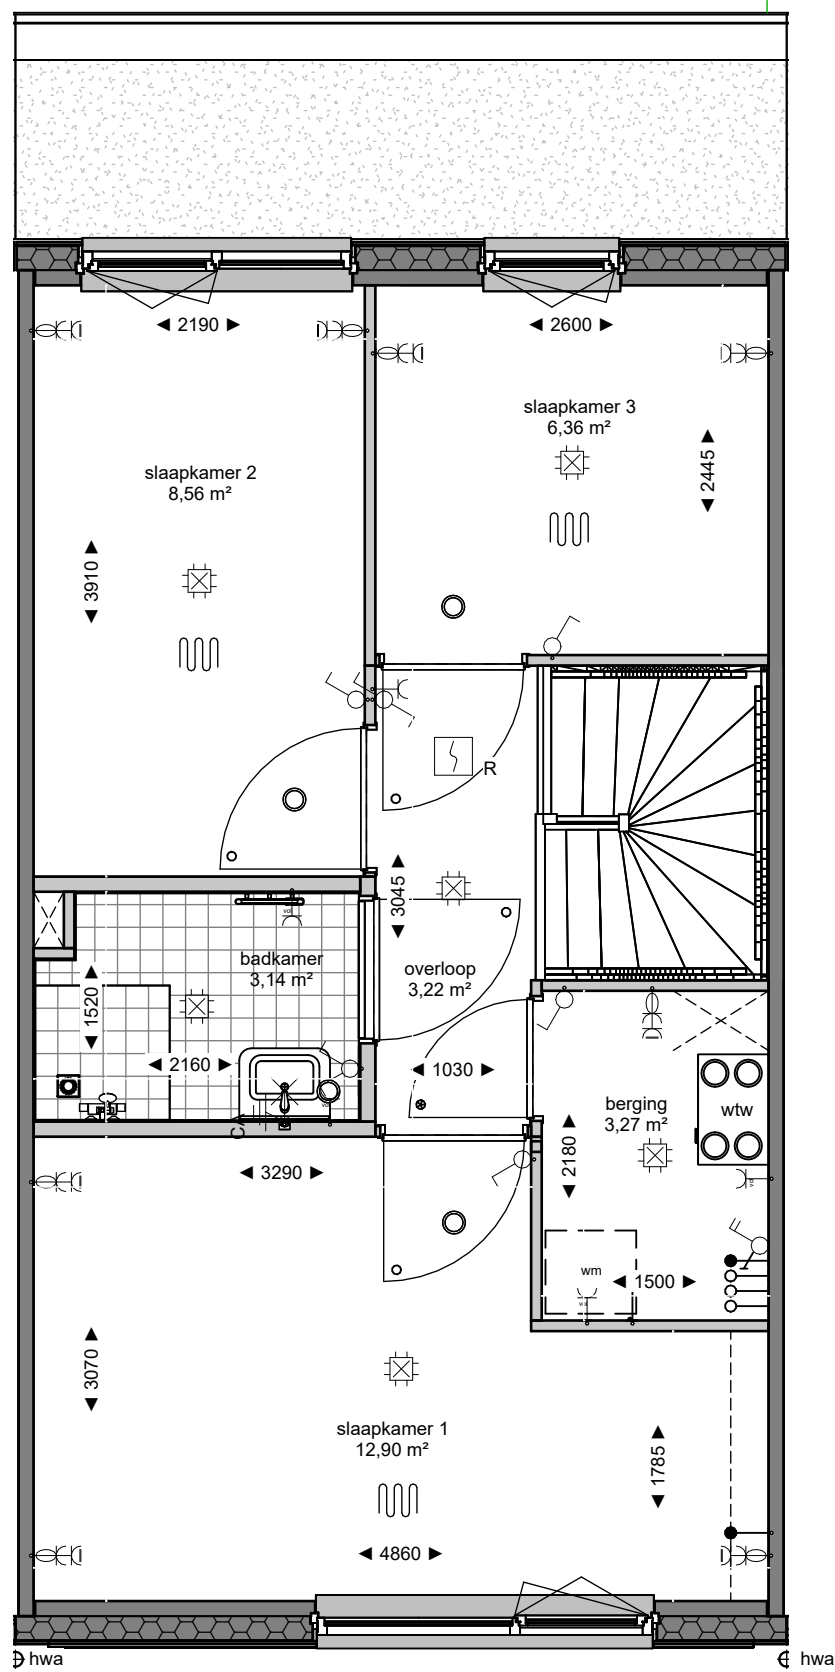 2190
2600
slaapkamer 3
6,36 m²
2445
slaapkamer 2
8,56 m²
3910
R
3045
badkamer
3,14 m²
overloop
3,22 m²
1520
2160
1030
berging
3,27 m²
wtw
2180
3290
wm
1500
3070
slaapkamer 1
12,90 m²
1785
4860
hwa
hwa